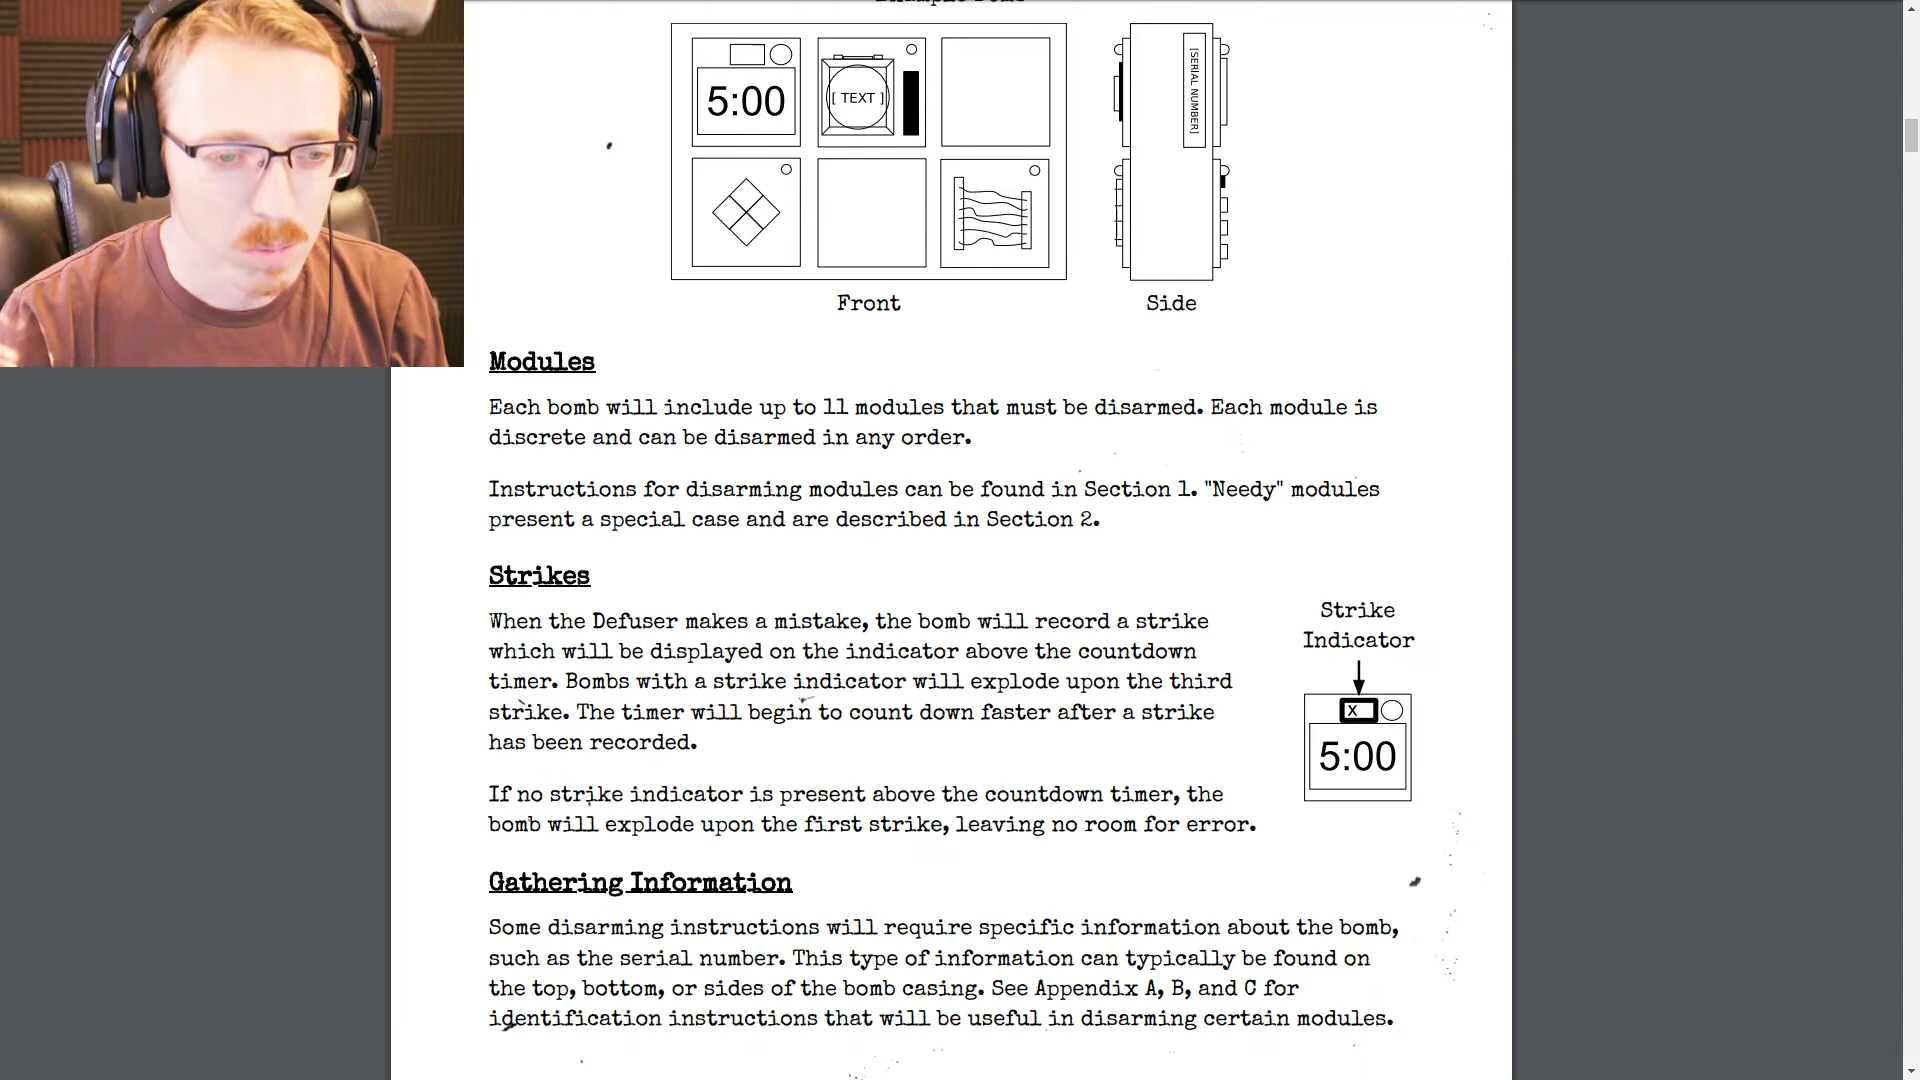 5:00
[ TEXT ]
[SERIAL NUMBER]
Front
Side
Modules
Each bomb will include up to 11 modules that must be disarmed. Each module is
discrete and can be disarmed in any order.
Instructions for disarming modules can be found in Section 1. "Needy" modules
present a special case and are described in Section 2.
Strikes
When the Defuser makes a mistake, the bomb will record a strike
which will be displayed on the indicator above the countdown
timer. Bombs with a strike indicator will explode upon the third
strike. The timer will begin to count down faster after a strike
has been recorded.
Strike
Indicator
X
5:00
If no strike indicator is present above the countdown timer, the
bomb will explode upon the first strike, leaving no room for error.
Gathering Information
Some disarming instructions will require specific information about the bomb,
such as the serial number. This type of information can typically be found on
the top, bottom, or sides of the bomb casing. See Appendix A, B, and C for
identification instructions that will be useful in disarming certain modules.